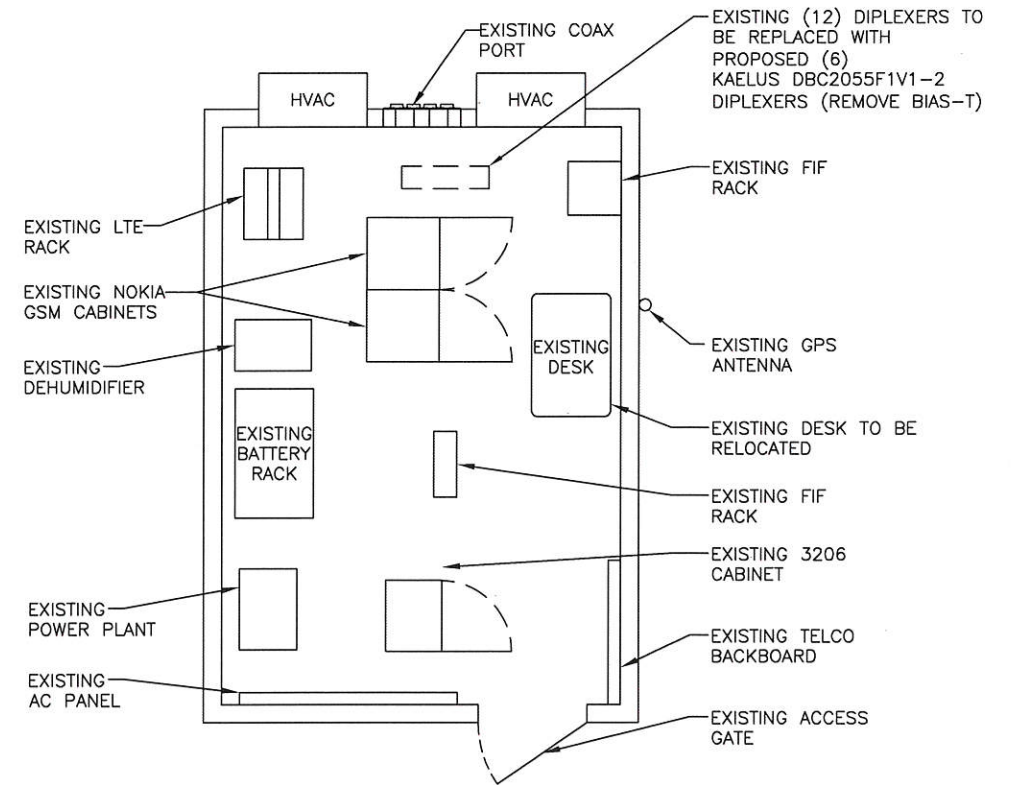 EXISTING COAX
PORT
EXISTING (12) DIPLEXERS TO
BE REPLACED WITH
PROPOSED (6)
KAELUS DBC2055F1V1-2
DIPLEXERS (REMOVE BIAS-T)
HVAC
HVAC
EXISTING FIF
RACK
EXISTING LTE
RACK
EXISTING NOKIA
GSM CABINETS
EXISTING
DESK
EXISTING GPS
ANTENNA
EXISTING
DEHUMIDIFIER
EXISTING DESK TO BE
RELOCATED
EXISTING
BATTERY
RACK
EXISTING FIF
RACK
EXISTING 3206
CABINET
EXISTING
POWER PLANT
EXISTING TELCO
BACKBOARD
EXISTING
AC PANEL
EXISTING ACCESS
GATE